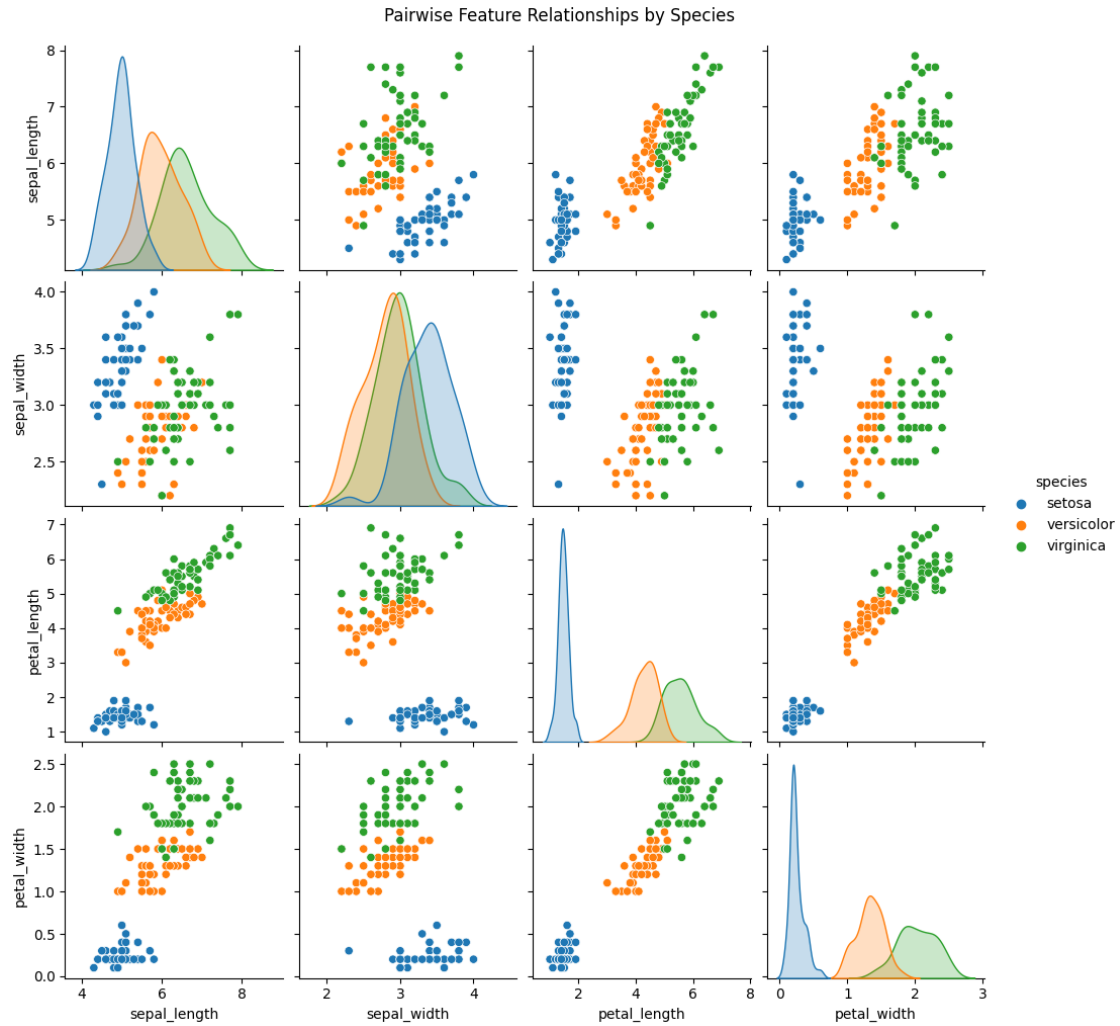 Pairwise Feature Relationships by Species
8
7
6
5
sepal_length
4.0
3.5
3.0
2.5
sepal_width
7
6
5
4
3
2
1
petal_length
2.5
2.0
1.5
1.0
0.5
0.0
petal_width
4 6 8
sepal_length
2 3 4
sepal_width
2 4 6 8
petal_length
0 1 2 3
petal_width
species
setosa
versicolor
virginica